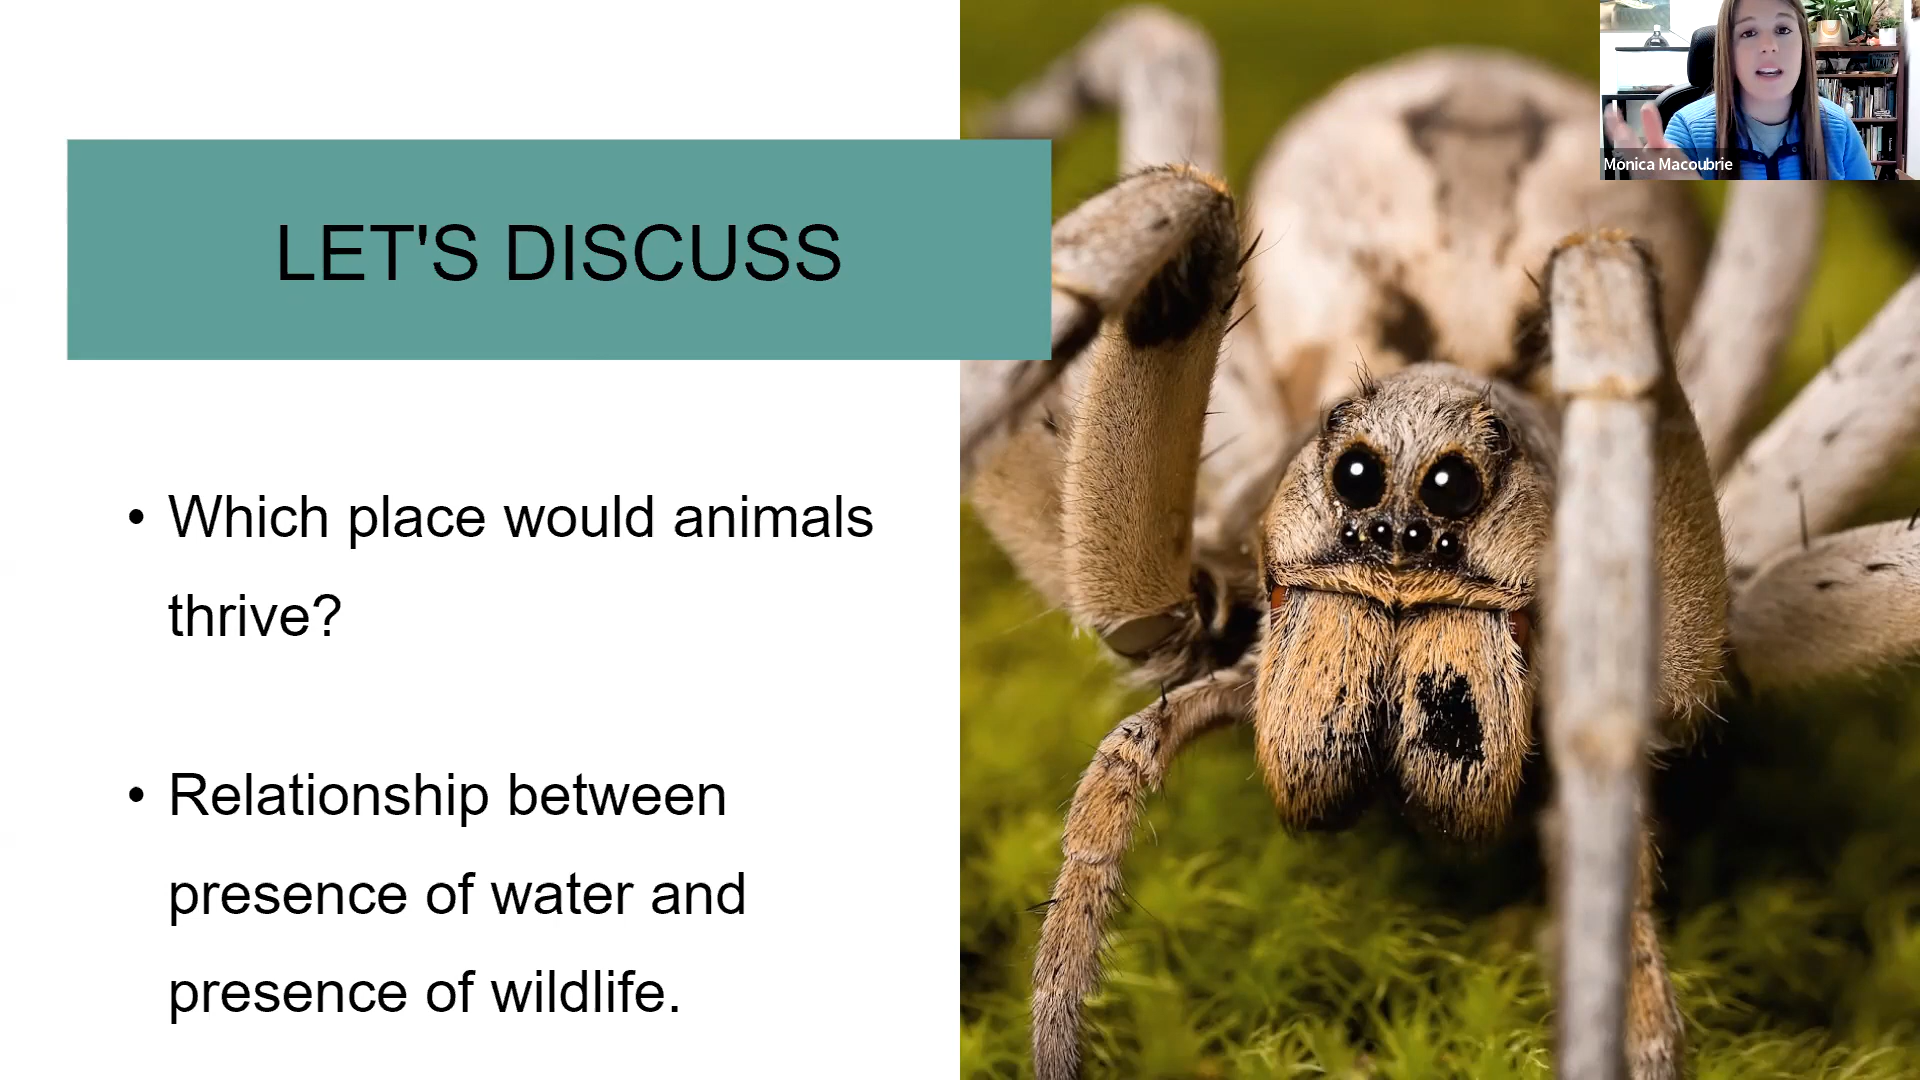 Monica Macoubrie
LET'S DISCUSS
• Which place would animals
thrive?
• Relationship between
presence of water and
presence of wildlife.